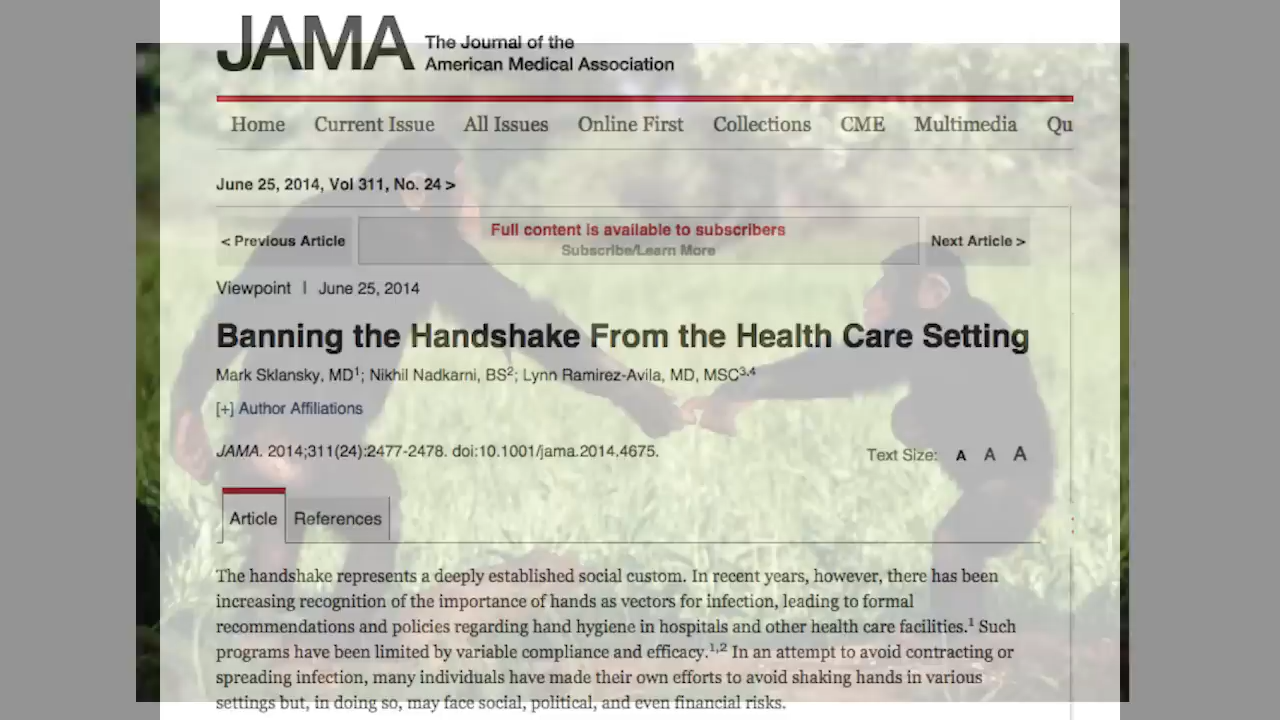 JAMA The Journal of the
American Medical Association
Home Current Issue All Issues Online First Collections CME Multimedia Qu
June 25, 2014, Vol 311, No. 24 >
< Previous Article
Full content is available to subscribers
Subscribe/Learn More
Next Article >
Viewpoint | June 25, 2014
Banning the Handshake From the Health Care Setting
Mark Sklansky, MD1; Nikhil Nadkarni, BS2; Lynn Ramirez-Avila, MD, MSC3,4
[+] Author Affiliations
JAMA. 2014;311(24):2477-2478. doi:10.1001/jama.2014.4675.
Text Size: A A A
Article References
The handshake represents a deeply established social custom. In recent years, however, there has been
increasing recognition of the importance of hands as vectors for infection, leading to formal
recommendations and policies regarding hand hygiene in hospitals and other health care facilities.1 Such
programs have been limited by variable compliance and efficacy.1,2 In an attempt to avoid contracting or
spreading infection, many individuals have made their own efforts to avoid shaking hands in various
settings but, in doing so, may face social, political, and even financial risks.